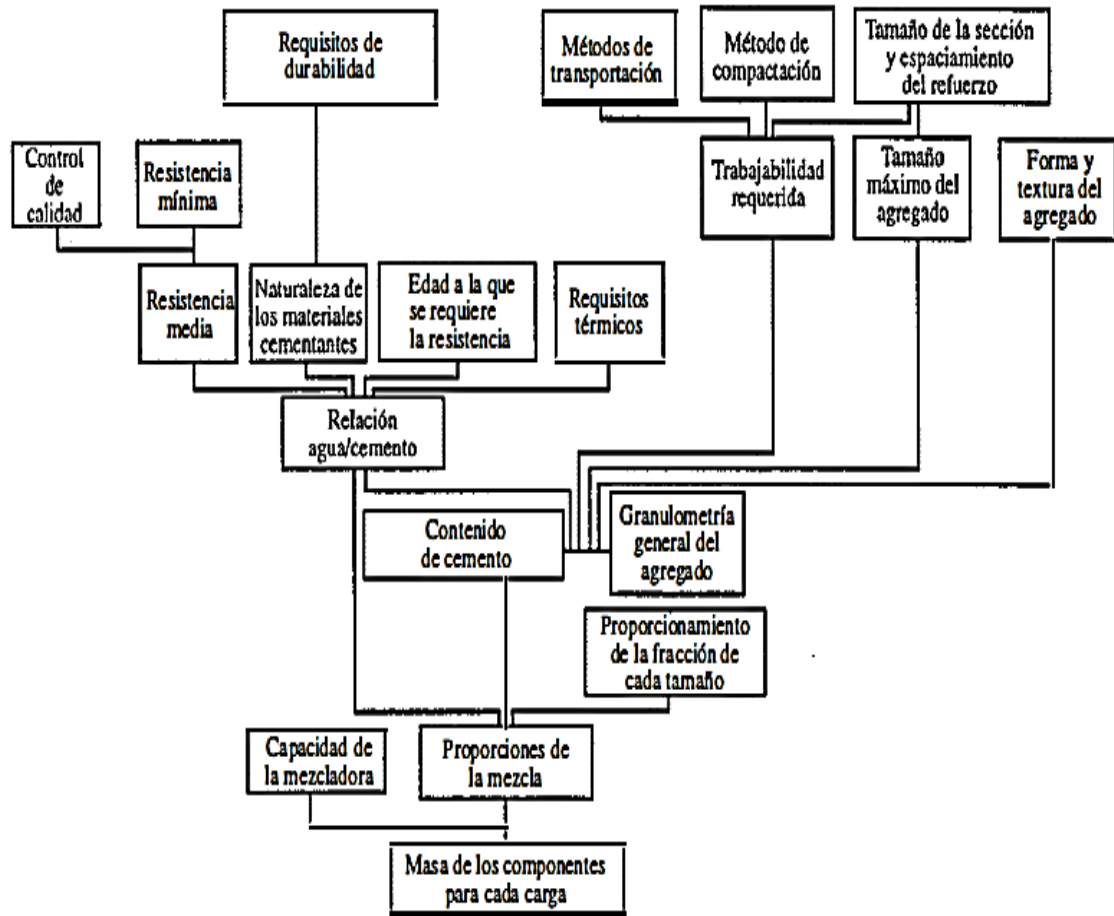 Requisitos de
durabilidad
Métodos de
transportación
Método de
compactación
Tamaño de la sección
y espaciamiento
del refuerzo
Control
de
calidad
Resistencia
mínima
Trabajabilidad
requerida
Tamaño
máximo del
agregado
Forma y
textura del
agregado
Resistencia
media
Naturaleza de
los materiales
cementantes
Edad a la que
se requiere
la resistencia
Requisitos
térmicos
Relación
agua/cemento
Contenido
de cemento
Granulometría
general del
agregado
Proporcionamiento
de la fracción de
cada tamaño
Capacidad de
la mezcladora
Proporciones de
la mezcla
Masa de los componentes
para cada carga